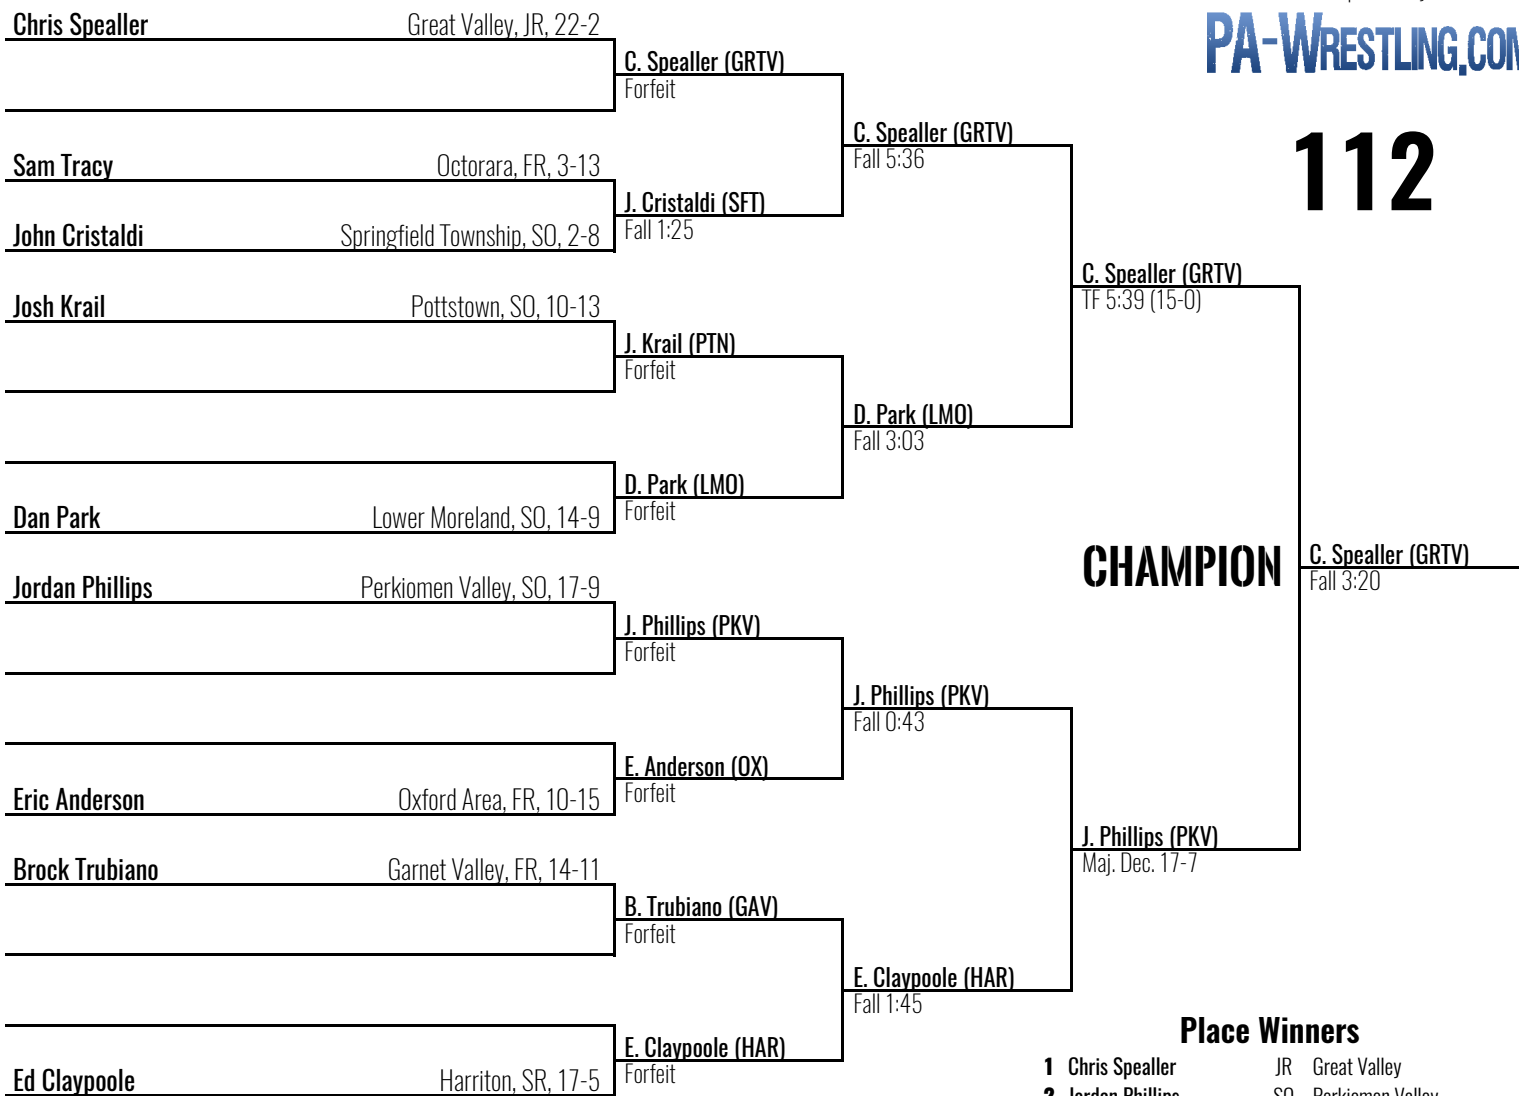 PA-WRESTLING.COM
112
Chris Spealler Great Valley, JR, 22-2
C. Spealler (GRTV)
Forfeit
C. Spealler (GRTV)
Fall 5:36
Sam Tracy Octorara, FR, 3-13
J. Cristaldi (SFT)
Fall 1:25
John Cristaldi Springfield Township, SO, 2-8
C. Spealler (GRTV)
TF 5:39 (15-0)
Josh Krail Pottstown, SO, 10-13
J. Krail (PTN)
Forfeit
D. Park (LMO)
Fall 3:03
D. Park (LMO)
Forfeit
Dan Park Lower Moreland, SO, 14-9
CHAMPION
C. Spealler (GRTV)
Fall 3:20
Jordan Phillips Perkiomen Valley, SO, 17-9
J. Phillips (PKV)
Forfeit
J. Phillips (PKV)
Fall 0:43
E. Anderson (OX)
Forfeit
Eric Anderson Oxford Area, FR, 10-15
J. Phillips (PKV)
Maj. Dec. 17-7
Brock Trubiano Garnet Valley, FR, 14-11
B. Trubiano (GAV)
Forfeit
E. Claypoole (HAR)
Fall 1:45
E. Claypoole (HAR)
Forfeit
Ed Claypoole Harriton, SR, 17-5
Place Winners
1 Chris Spealler JR Great Valley
2 Jordan Phillips SO Perkiomen Valley